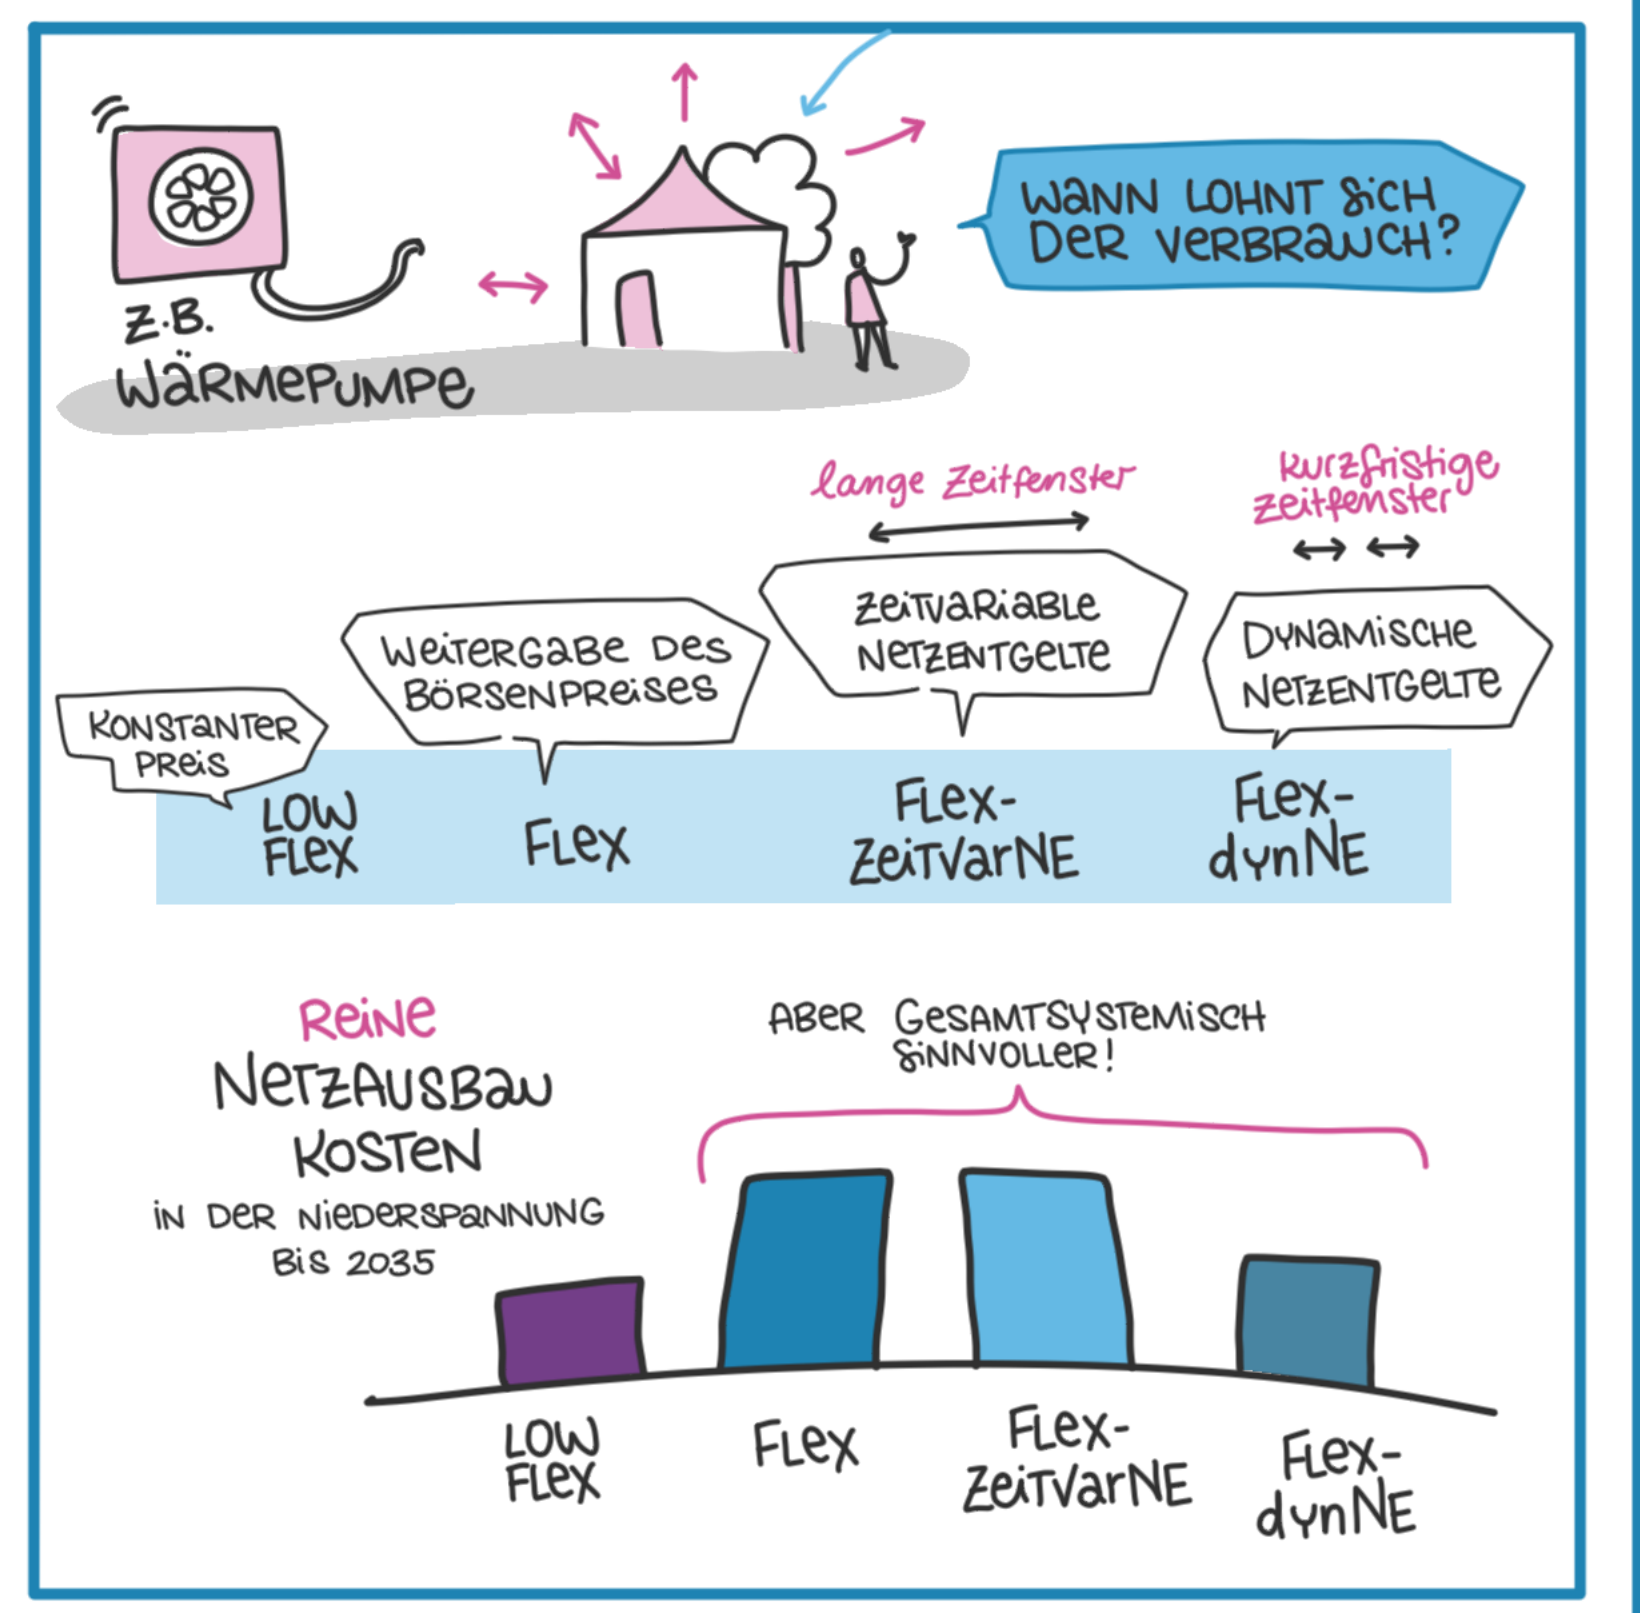 Z.B.
WÄRMEPUMPE
WANN LOHNT SICH
DER VERBRAUCH?
lange Zeitfenster
kurzfristige
Zeitfenster
KONSTANTER
PREIS
WEITERGABE DES
BÖRSENPREISES
ZEITVARIABLE
NETZENTGELTE
DYNAMISCHE
NETZENTGELTE
LOW
FLEX
FLEX
FLEX-
ZEITVarNE
FLEX-
dynNE
REINE
NETZAUSBAU
KOSTEN
IN DER NIEDERSPANNUNG
BIS 2035
ABER GESAMTSYSTEMISCH
SINNVOLLER!
LOW
FLEX
FLEX
FLEX-
ZEITVarNE
FLEX-
dynNE